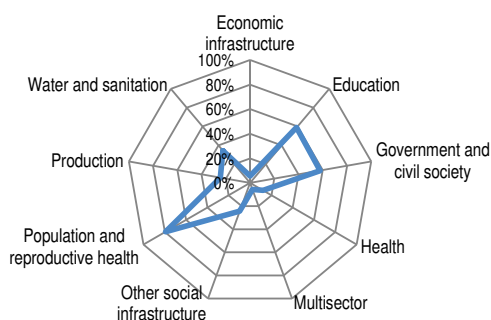 Economic
infrastructure
100%
80%
60%
40%
20%
0%
Education
Government and
civil society
Health
Multisector
Other social
infrastructure
Population and
reproductive health
Production
Water and sanitation